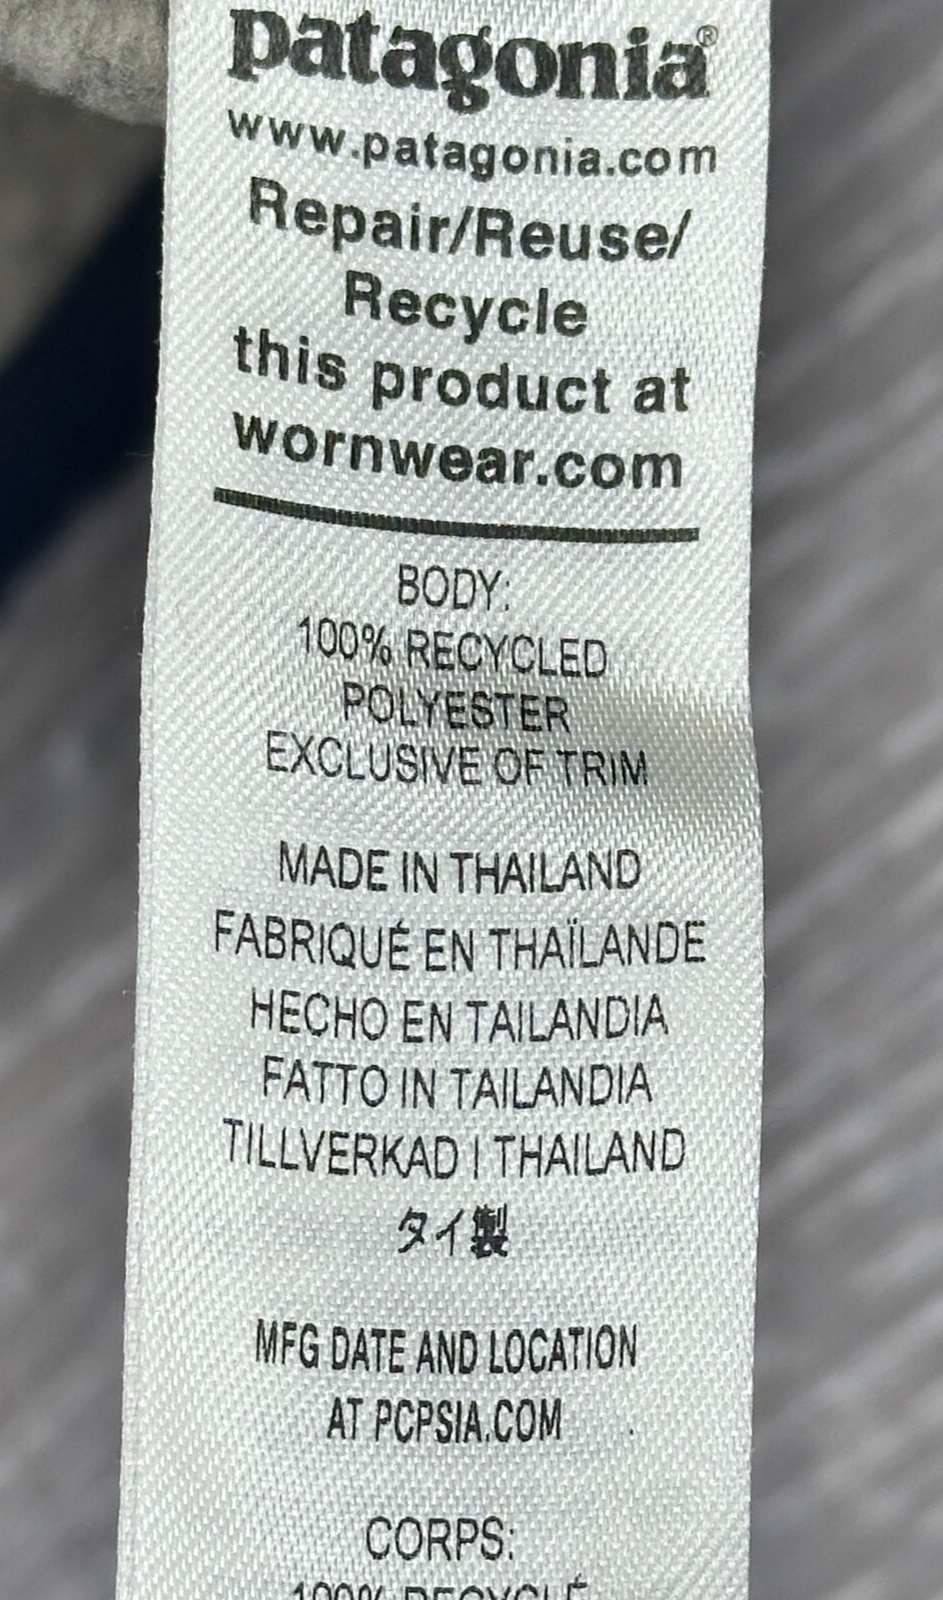 patagonia®
www.patagonia.com
Repair/Reuse/
Recycle
this product at
wornwear.com
BODY:
100% RECYCLED
POLYESTER
EXCLUSIVE OF TRIM
MADE IN THAILAND
FABRIQUÉ EN THAÏLANDE
HECHO EN TAILANDIA
FATTO IN TAILANDIA
TILLVERKAD I THAILAND
タイ製
MFG DATE AND LOCATION
AT PCPSIA.COM
CORPS:
100% RECYCLÉ